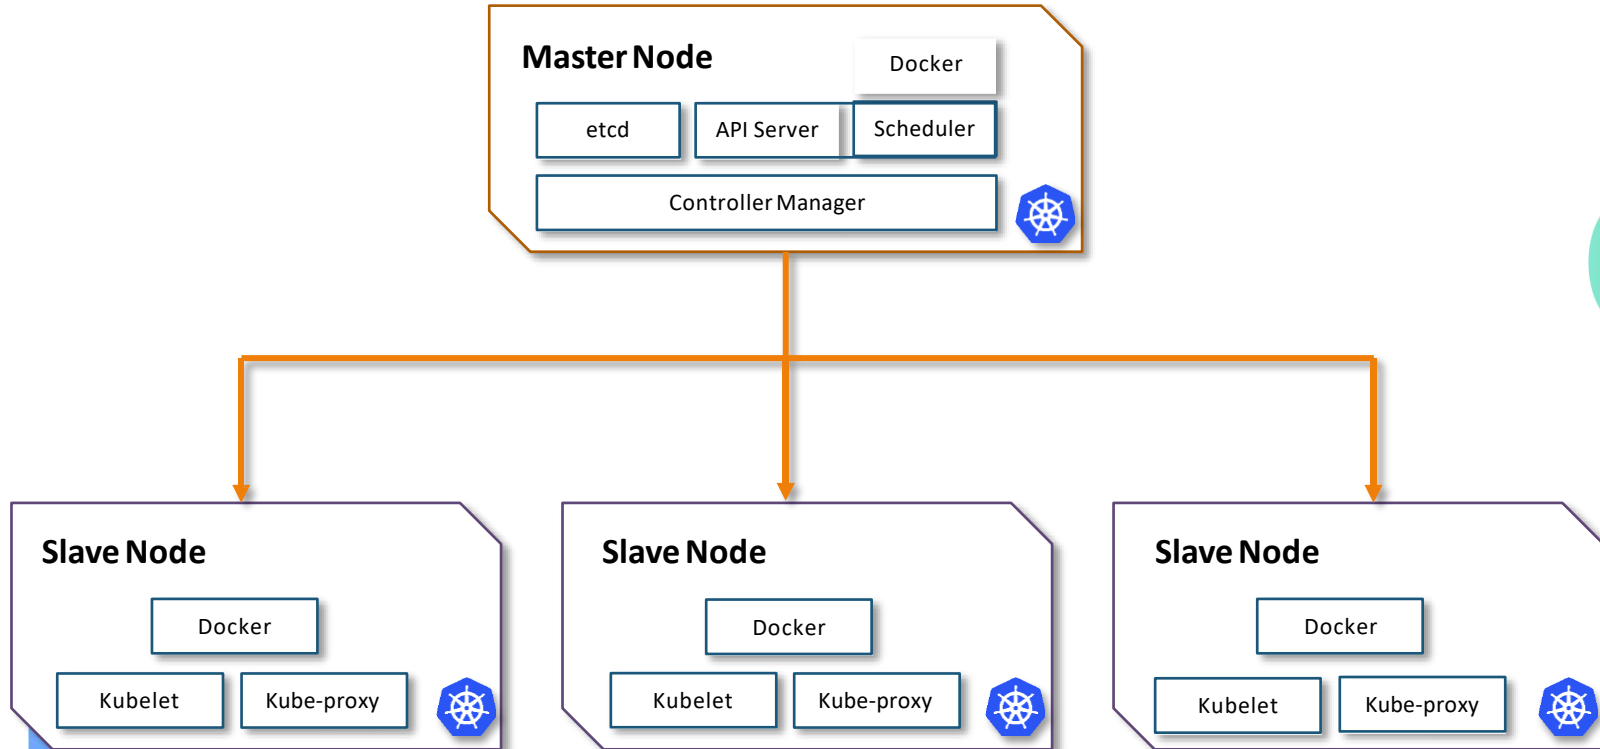 Master Node
Docker
etcd
API Server
Scheduler
Controller Manager
Slave Node
Docker
Kubelet
Kube-proxy
Slave Node
Docker
Kubelet
Kube-proxy
Slave Node
Docker
Kubelet
Kube-proxy